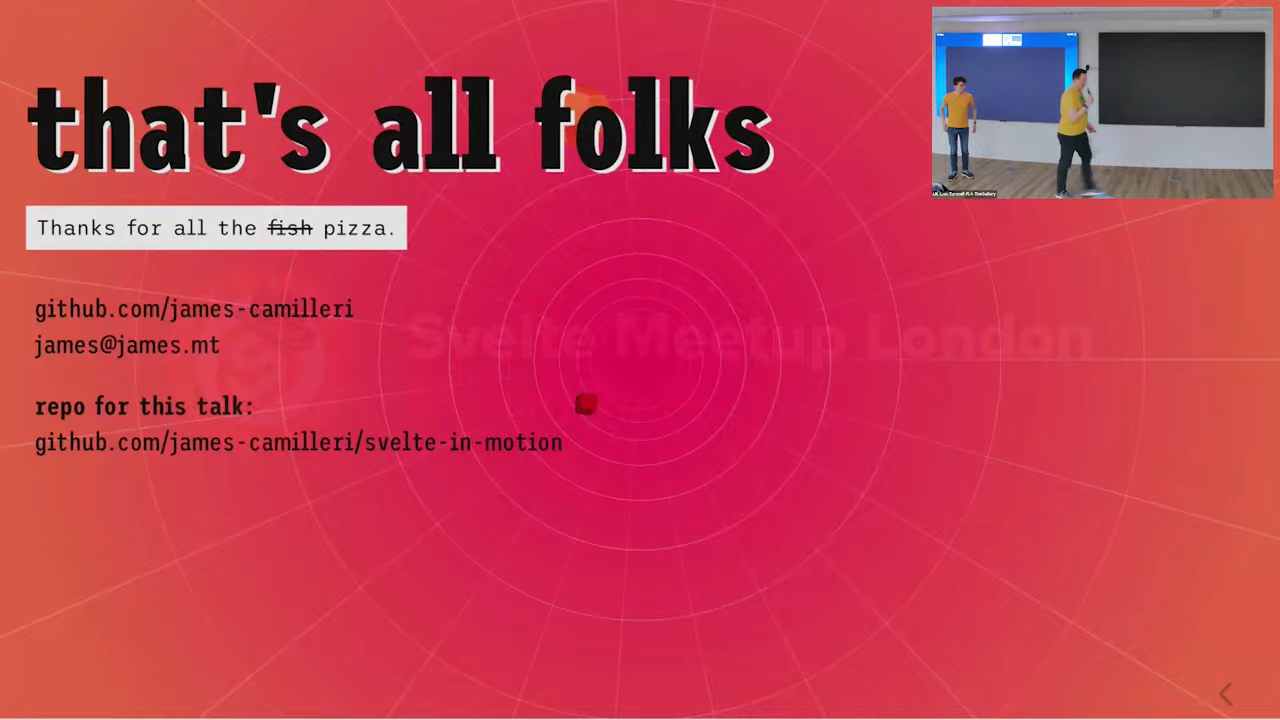 that's all folks
Thanks for all the fish pizza.
github.com/james-camilleri
james@james.mt
Svelte Meetup London
repo for this talk:
github.com/james-camilleri/svelte-in-motion